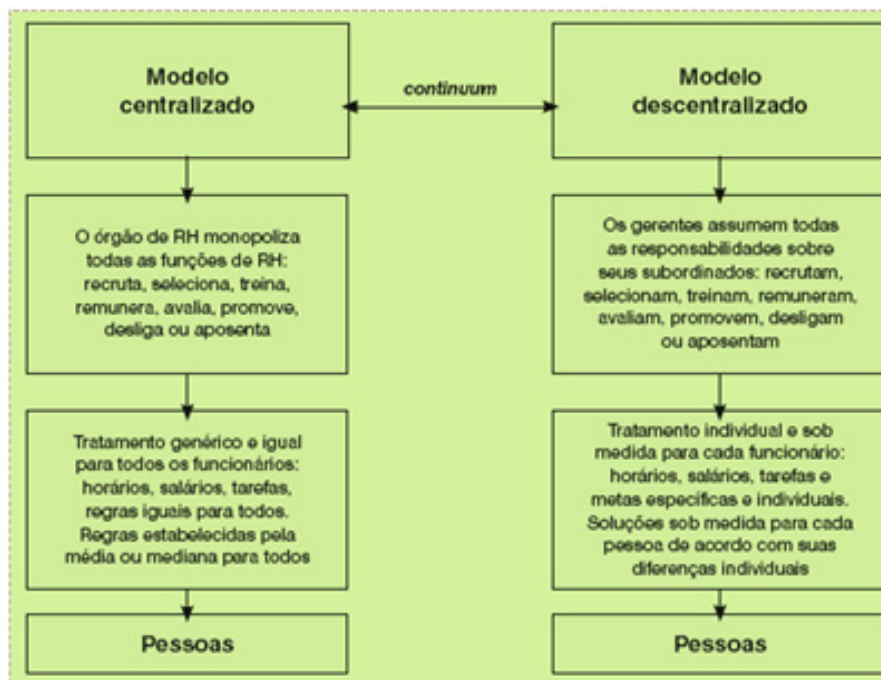 Modelo
centralizado
continuum
Modelo
descentralizado
O órgão de RH monopoliza
todas as funções de RH:
recruta, seleciona, treina,
remunera, avalia, promove,
desliga ou aposenta
Os gerentes assumem todas
as responsabilidades sobre
seus subordinados: recrutam,
selecionam, treinam, remuneram,
avaliam, promovem, desligam
ou aposentam
Tratamento genérico e igual
para todos os funcionários:
horários, salários, tarefas,
regras iguais para todos.
Regras estabelecidas pela
média ou mediana para todos
Tratamento individual e sob
medida para cada funcionário:
horários, salários, tarefas e
metas específicas e individuais.
Soluções sob medida para cada
pessoa de acordo com suas
diferenças individuais
Pessoas
Pessoas